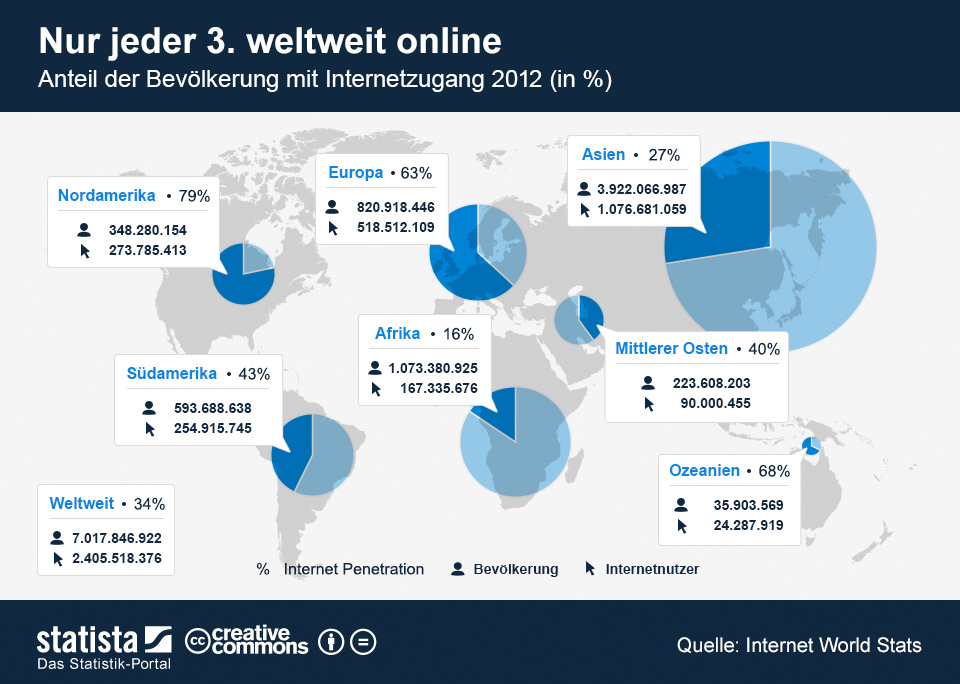 Nur jeder 3. weltweit online
Anteil der Bevölkerung mit Internetzugang 2012 (in %)
Nordamerika • 79%
348.280.154
273.785.413
Europa • 63%
820.918.446
518.512.109
Asien • 27%
3.922.066.987
1.076.681.059
Südamerika • 43%
593.688.638
254.915.745
Afrika • 16%
1.073.380.925
167.335.676
Mittlerer Osten • 40%
223.608.203
90.000.455
Ozeanien • 68%
35.903.569
24.287.919
Weltweit • 34%
7.017.846.922
2.405.518.376
% Internet Penetration Bevölkerung Internetnutzer
statista
Das Statistik-Portal
cc creative
commons
Quelle: Internet World Stats